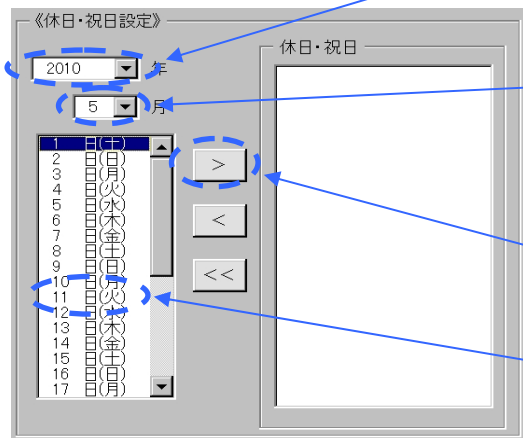 《休日・祝日設定》
休日・祝日
2010 年
5 月
1 日(土)
2 日(日)
3 日(月)
4 日(火)
5 日(水)
6 日(木)
7 日(金)
8 日(土)
9 日(日)
10 日(月)
11 日(火)
12 日(水)
13 日(木)
14 日(金)
15 日(土)
16 日(日)
17 日(月)
>
<
<<